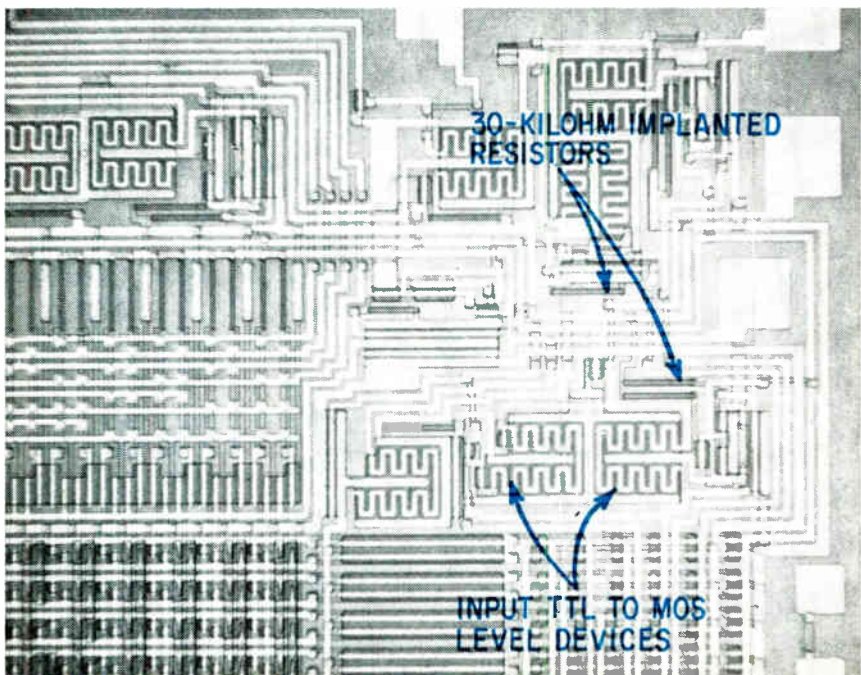 30-KILOHM IMPLANTED
RESISTORS
INPUT TTL TO MOS
LEVEL DEVICES